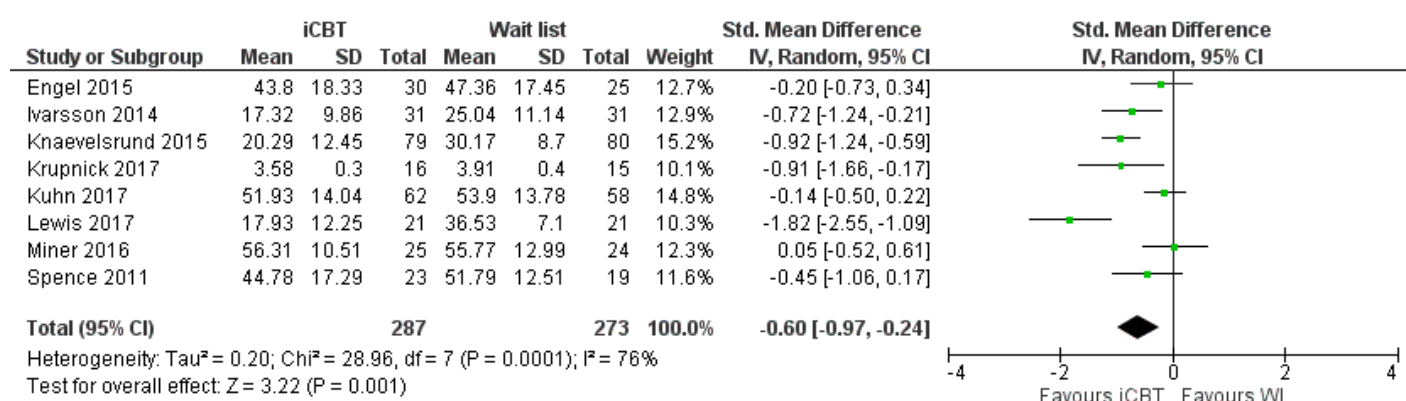 iCBT Wait list Std. Mean Difference Std. Mean Difference
Study or Subgroup Mean SD Total Mean SD Total Weight IV, Random, 95% CI IV, Random, 95% CI
Engel 2015 43.8 18.33 30 47.36 17.45 25 12.7% -0.20 [-0.73, 0.34]
Ivarsson 2014 17.32 9.86 31 25.04 11.14 31 12.9% -0.72 [-1.24, -0.21]
Knaevelsrund 2015 20.29 12.45 79 30.17 8.7 80 15.2% -0.92 [-1.24, -0.59]
Krupnick 2017 3.58 0.3 16 3.91 0.4 15 5.2% -0.91 [-1.66, -0.17]
Kuhn 2017 51.93 14.04 62 53.9 13.78 58 14.8% -0.14 [-0.50, 0.22]
Lewis 2017 17.93 12.25 21 36.53 7.1 21 10.3% -1.82 [-2.55, -1.09]
Miner 2016 56.31 10.51 25 55.77 12.99 24 12.3% 0.05 [-0.52, 0.61]
Spence 2011 44.78 17.29 23 51.79 12.51 19 11.6% -0.45 [-1.06, 0.17]
Total (95% CI) 287 273 100.0% -0.60 [-0.97, -0.24]
Heterogeneity: Tau² = 0.20; Chi² = 28.96, df = 7 (P = 0.0001); I² = 76%
Test for overall effect: Z = 3.22 (P = 0.001)
-4 -2 0 2 4
Favours iCBT Favours WL